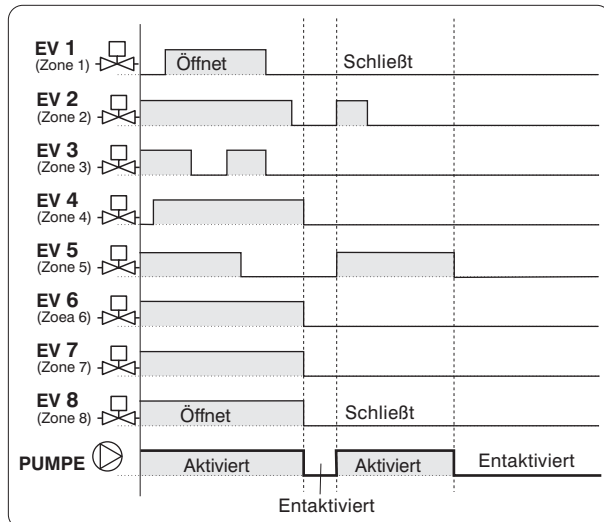 EV 1
(Zone 1)
Öffnet
Schließt
EV 2
(Zone 2)
EV 3
(Zone 3)
EV 4
(Zone 4)
EV 5
(Zone 5)
EV 6
(Zoea 6)
EV 7
(Zone 7)
EV 8
(Zone 8)
Öffnet
Schließt
PUMPE
Aktiviert
Aktiviert
Entaktiviert
Entaktiviert